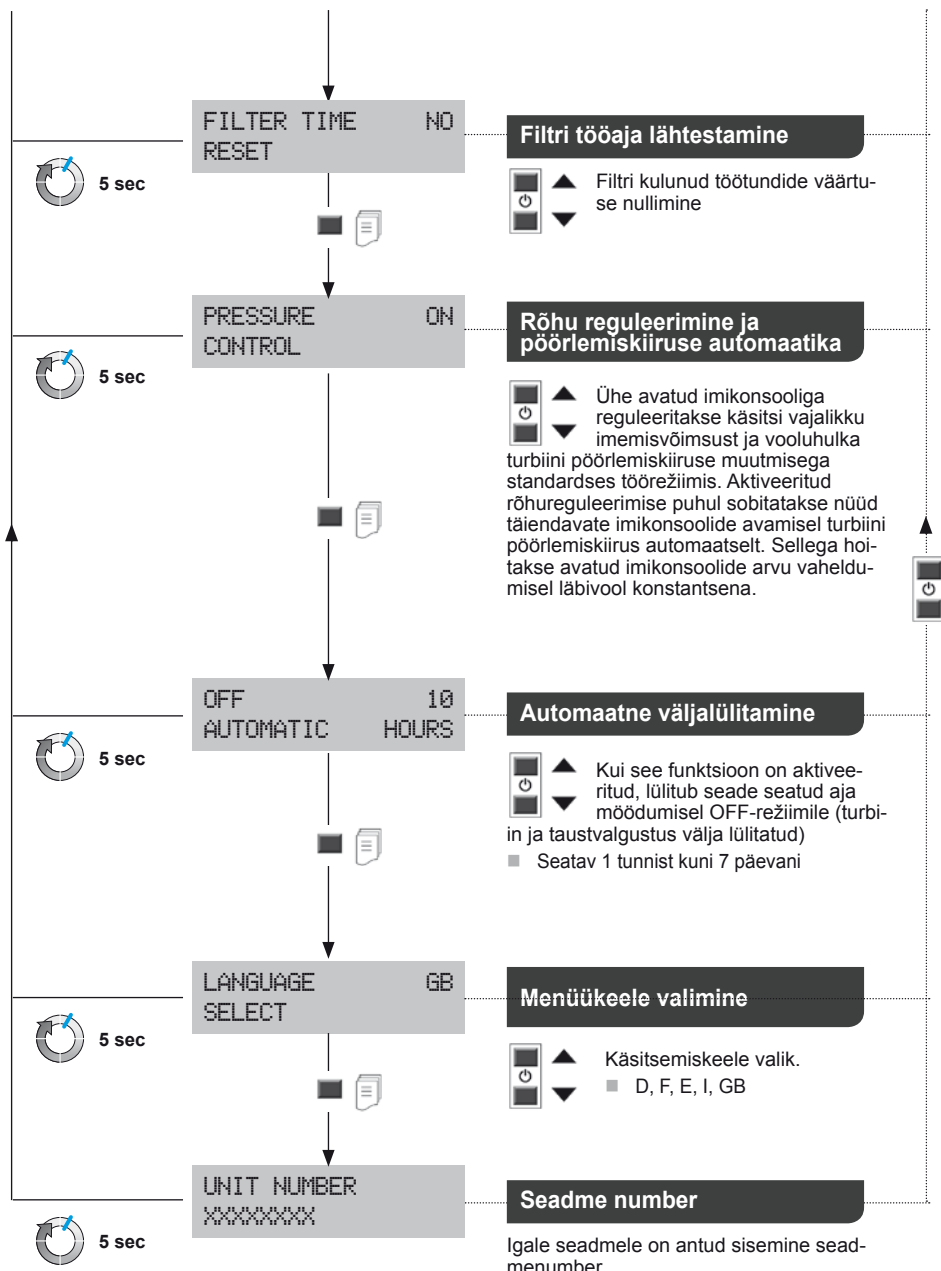 FILTER TIME NO
RESET
5 sec
Filtri tööaja lähtestamine
Filtri kulunud töötundide väärtu-
se nullimine
PRESSURE ON
CONTROL
5 sec
Rõhu reguleerimine ja
pöörlemiskiiruse automaatika
Ühe avatud imikonsooliga
reguleeritakse käsitsi vajalikku
imemisvõimsust ja vooluhulka
turbiini pöörlemiskiiruse muutmisega
standardses töörežiimis. Aktiveeritud
rõhureguleerimise puhul sobitatakse nüüd
täiendavate imikonsoolide avamisel turbiini
pöörlemiskiirus automaatselt. Sellega hoi-
takse avatud imikonsoolide arvu vaheldu-
misel läbivool konstantsena.
OFF 10
AUTOMATIC HOURS
5 sec
Automaatne väljalülitamine
Kui see funktsioon on aktivee-
ritud, lülitub seade seatud aja
möödumisel OFF-režiimile (turbi-
in ja taustvalgustus välja lülitatud)
Seatav 1 tunnist kuni 7 päevani
LANGUAGE GB
SELECT
5 sec
Menüükeele valimine
Käsitsemiskeele valik.
D, F, E, I, GB
UNIT NUMBER
XXXXXXXX
5 sec
Seadme number
Igale seadmele on antud sisemine sead-
menumber